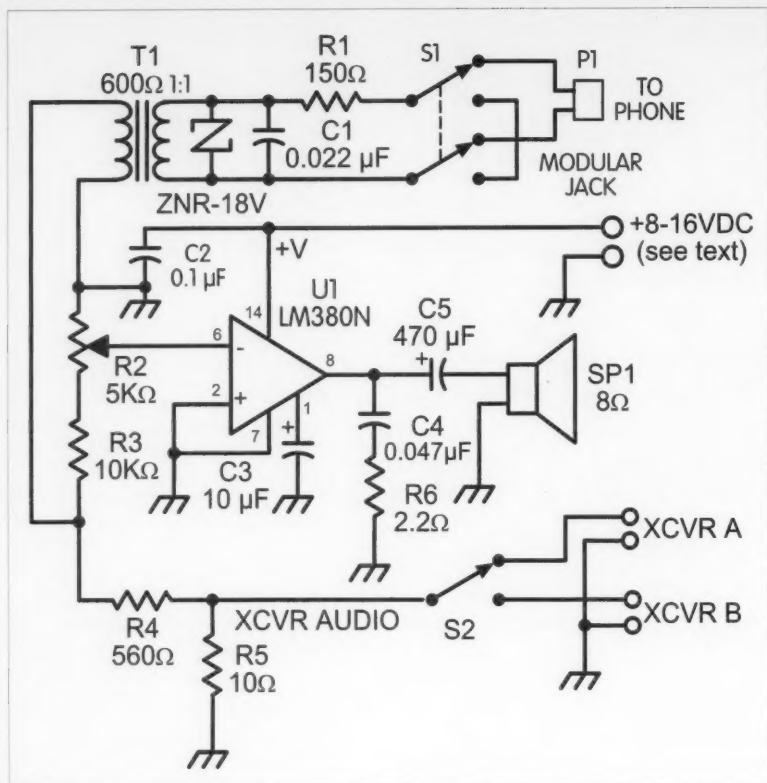 T1
600Ω 1:1
R1
150Ω
S1
P1
TO
PHONE
C1
0.022 µF
MODULAR
JACK
ZNR-18V
+8-16VDC
(see text)
C2
0.1 µF
+V
U1
LM380N
14
C5
470 µF
+
6
-
8
SP1
8Ω
R2
5KΩ
2
+
1
7
+
C4
0.047µF
R3
10KΩ
C3
10 µF
R6
2.2Ω
XCVR A
R4
560Ω
XCVR AUDIO
S2
XCVR B
R5
10Ω